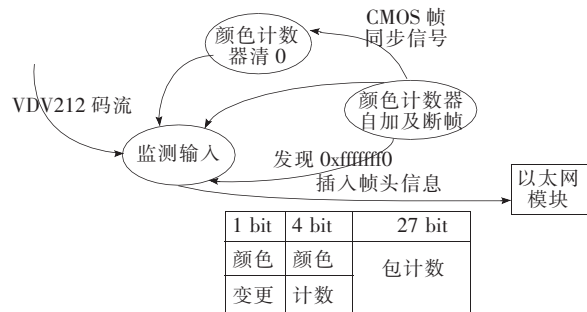 CMOS 帧
同步信号
颜色计数
器清 0
VDV212 码流
颜色计数器
自加及断帧
监测输入
发现 0xfffffff0
插入帧头信息
以太网
模块
1 bit 4 bit 27 bit
颜色 颜色 包计数
变更 计数